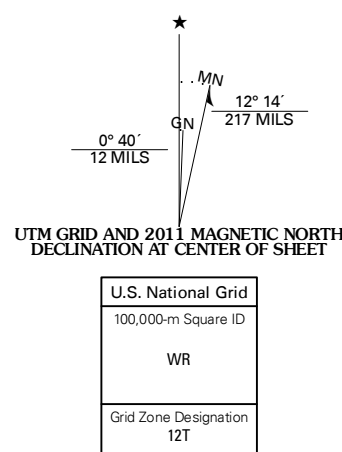 ★
MN
GN
0° 40´
12 MILS
12° 14´
217 MILS
UTM GRID AND 2011 MAGNETIC NORTH
DECLINATION AT CENTER OF SHEET
U.S. National Grid
100,000-m Square ID
WR
Grid Zone Designation
12T